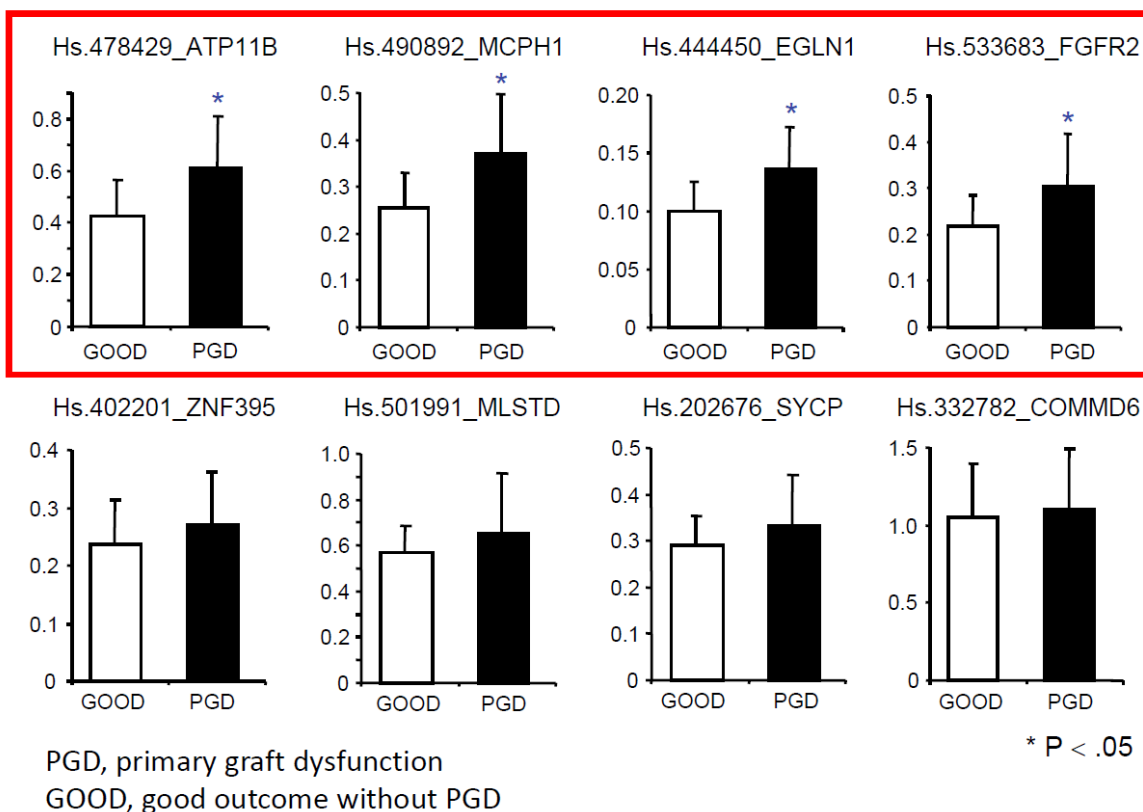 Hs.478429_ATP11B Hs.490892_MCPH1 Hs.444450_EGLN1 Hs.533683_FGFR2
* * * *
0.8 0.5 0.20 0.5
0.6 0.4 0.15 0.4
0.4 0.3 0.10 0.3
0.2 0.2 0.05 0.2
0 0.1 0 0.1
0 0
GOOD PGD GOOD PGD GOOD PGD GOOD PGD
Hs.402201_ZNF395 Hs.501991_MLSTD Hs.202676_SYCP Hs.332782_COMMD6
0.4 1.0 0.5 1.5
0.3 0.8 0.4 1.0
0.2 0.6 0.3 0.5
0.1 0.4 0.2 0
0 0.2 0.1
0 0
GOOD PGD GOOD PGD GOOD PGD GOOD PGD
* P < .05
PGD, primary graft dysfunction
GOOD, good outcome without PGD